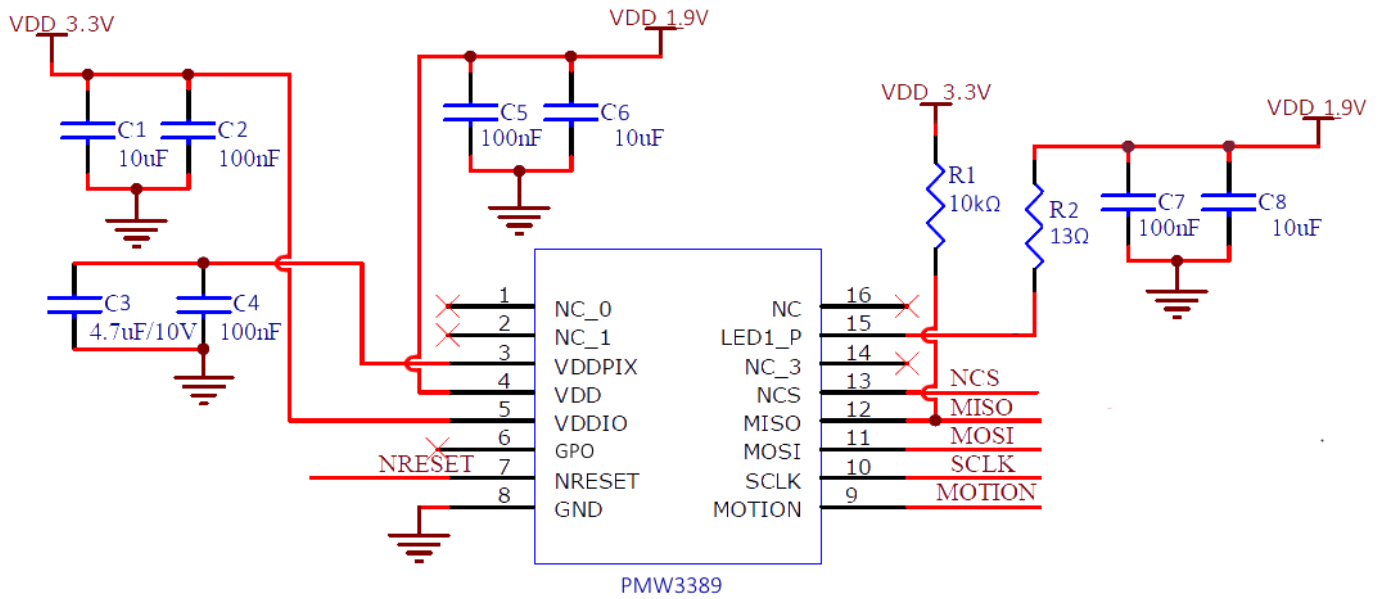 VDD_3.3V
VDD_1.9V
C1
10uF
C2
100nF
C5
100nF
C6
10uF
VDD_3.3V
VDD_1.9V
R1
10kΩ
R2
13Ω
C7
100nF
C8
10uF
C3
4.7uF/10V
C4
100nF
1 NC_0
2 NC_1
3 VDDPIX
4 VDD
5 VDDIO
6 GPO
NRESET 7 NRESET
8 GND
NC 16
LED1_P 15
NC_3 14
NCS 13 NCS
MISO 12 MISO
MOSI 11 MOSI
SCLK 10 SCLK
MOTION 9 MOTION
PMW3389